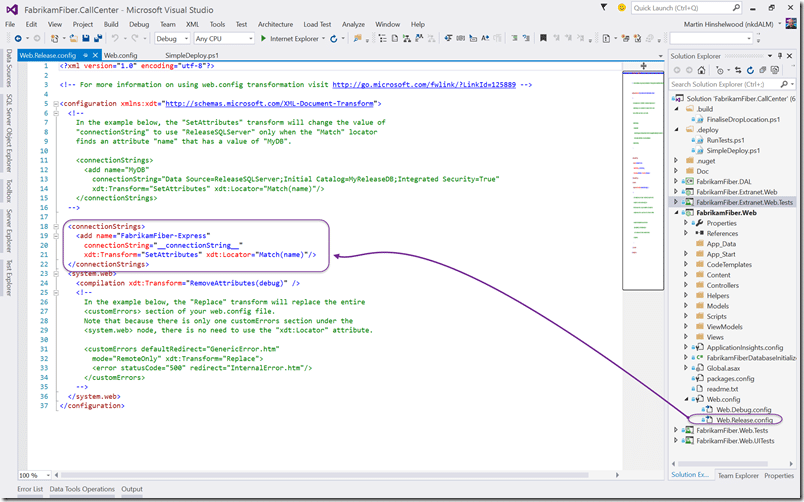 FabrikamFiber.CallCenter - Microsoft Visual Studio
Quick Launch (Ctrl+Q)
File Edit View Project Build Debug Team XML Tools Test Architecture Load Test Analyze Window Help
Martin Hinshelwood (nkdALM)
Internet Explorer Debug Any CPU
Web.Release.config Web.config SimpleDeploy.ps1
Data Sources
SQL Server Object Explorer
Toolbox
Server Explorer
Test Explorer
1 <?xml version="1.0" encoding="utf-8"?>
2
3 <!-- For more information on using web.config transformation visit http://go.microsoft.com/fwlink/?LinkId=125889 -->
4
5 <configuration xmlns:xdt="http://schemas.microsoft.com/XML-Document-Transform">
6 <!--
7 In the example below, the "SetAttributes" transform will change the value of
8 "connectionString" to use "ReleaseSQLServer" only when the "Match" locator
9 finds an attribute "name" that has a value of "MyDB".
10
11 <connectionStrings>
12 <add name="MyDB"
13 connectionString="Data Source=ReleaseSQLServer;Initial Catalog=MyReleaseDB;Integrated Security=True"
14 xdt:Transform="SetAttributes" xdt:Locator="Match(name)"/>
15 </connectionStrings>
16 -->
17
18 <connectionStrings>
19 <add name="FabrikamFiber-Express"
20 connectionString="__connectionString__"
21 xdt:Transform="SetAttributes" xdt:Locator="Match(name)"/>
22 </connectionStrings>
23 <system.web>
24 <compilation xdt:Transform="RemoveAttributes(debug)" />
25 <!--
26 In the example below, the "Replace" transform will replace the entire
27 <customErrors> section of your web.config file.
28 Note that because there is only one customErrors section under the
29 <system.web> node, there is no need to use the "xdt:Locator" attribute.
30
31 <customErrors defaultRedirect="GenericError.htm"
32 mode="RemoteOnly" xdt:Transform="Replace">
33 <error statusCode="500" redirect="InternalError.htm"/>
34 </customErrors>
35 -->
36 </system.web>
37 </configuration>
100 %
Solution Explorer
Search Solution Explorer (Ctrl+;)
Solution 'FabrikamFiber.CallCenter' (9
.build
FinaliseDropLocation.ps1
.deploy
RunTests.ps1
SimpleDeploy.ps1
.nuget
Doc
FabrikamFiber.DAL
FabrikamFiber.Extranet.Web
FabrikamFiber.Extranet.Web.Tests
FabrikamFiber.Web
Properties
References
App_Data
App_Start
CodeTemplates
Content
Controllers
Helpers
Models
Scripts
ViewModels
Views
ApplicationInsights.config
FabrikamFiberDatabaseInitialize
Global.asax
packages.config
readme.txt
Web.config
Web.Debug.config
Web.Release.config
FabrikamFiber.Web.Tests
FabrikamFiber.Web.UITests
Solution Ex... Team Explorer Properties
Error List Data Tools Operations Output